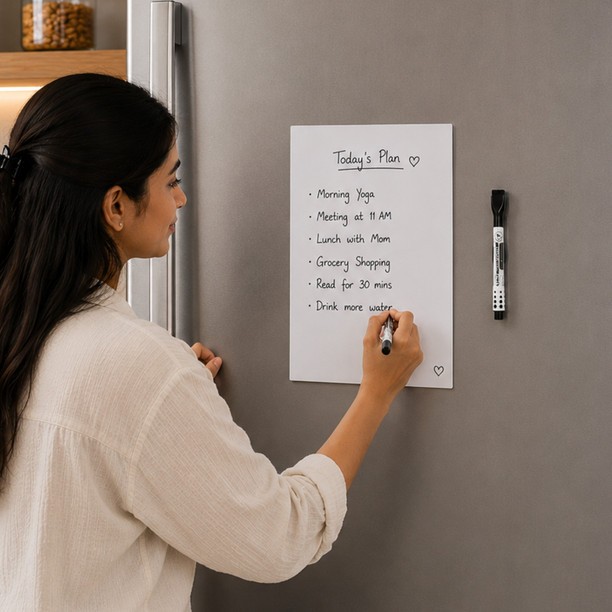 Today's Plan ♡
• Morning Yoga
• Meeting at 11 AM
• Lunch with Mom
• Grocery Shopping
• Read for 30 mins
• Drink more water
♡